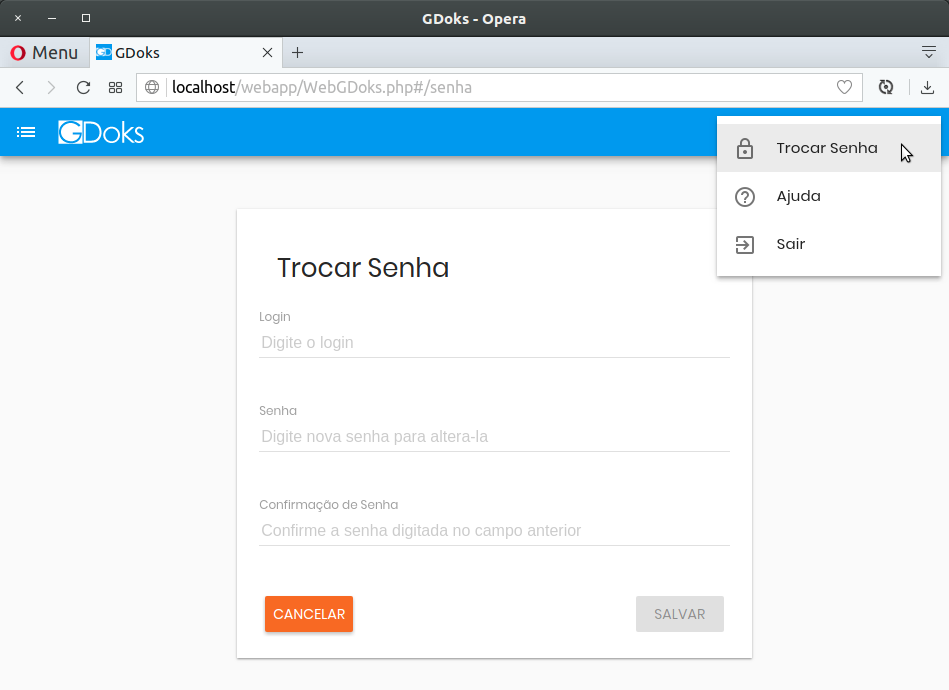 GDoks - Opera
Menu
GDoks
localhost/webapp/WebGDoks.php#/senha
GDoks
Trocar Senha
Ajuda
Sair
Trocar Senha
Login
Digite o login
Senha
Digite nova senha para altera-la
Confirmação de Senha
Confirme a senha digitada no campo anterior
CANCELAR
SALVAR